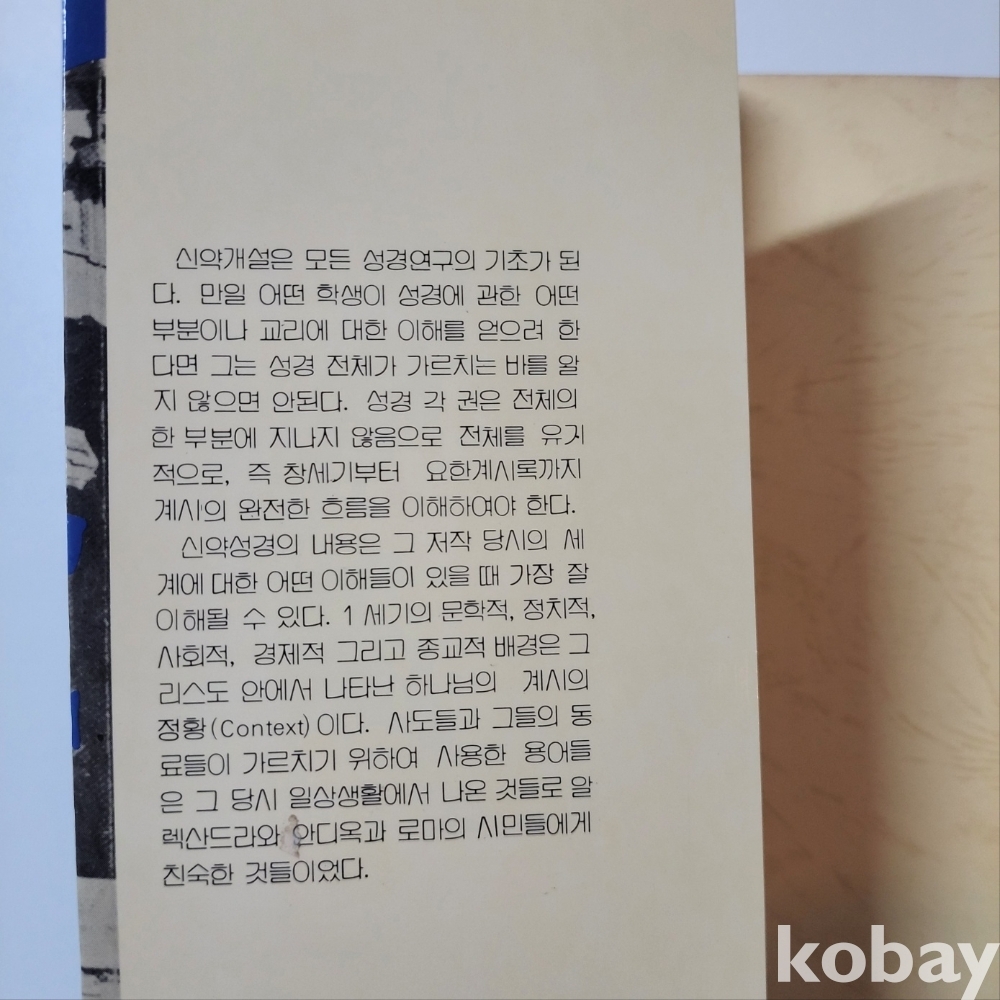 신약개설은 모든 성경연구의 기초가 된
다. 만일 어떤 학생이 성경에 관한 어떤
부분이나 교리에 대한 이해를 얻으려 한
다면 그는 성경 전체가 가르치는 바를 알
지 않으면 안된다. 성경 각 권은 전체의
한 부분에 지나지 않음으로 전체를 유기
적으로, 즉 창세기부터 요한계시록까지
계시의 완전한 흐름을 이해하여야 한다.
신약성경의 내용은 그 저작 당시의 세
계에 대한 어떤 이해들이 있을 때 가장 잘
이해될 수 있다. 1세기의 문학적, 정치적,
사회적, 경제적 그리고 종교적 배경은 그
리스도 안에서 나타난 하나님의 계시의
정황(Context)이다. 사도들과 그들의 동
료들이 가르치기 위하여 사용한 용어들
은 그 당시 일상생활에서 나온 것들로 알
렉산드라와 안디옥과 로마의 시민들에게
친숙한 것들이었다.
kobay